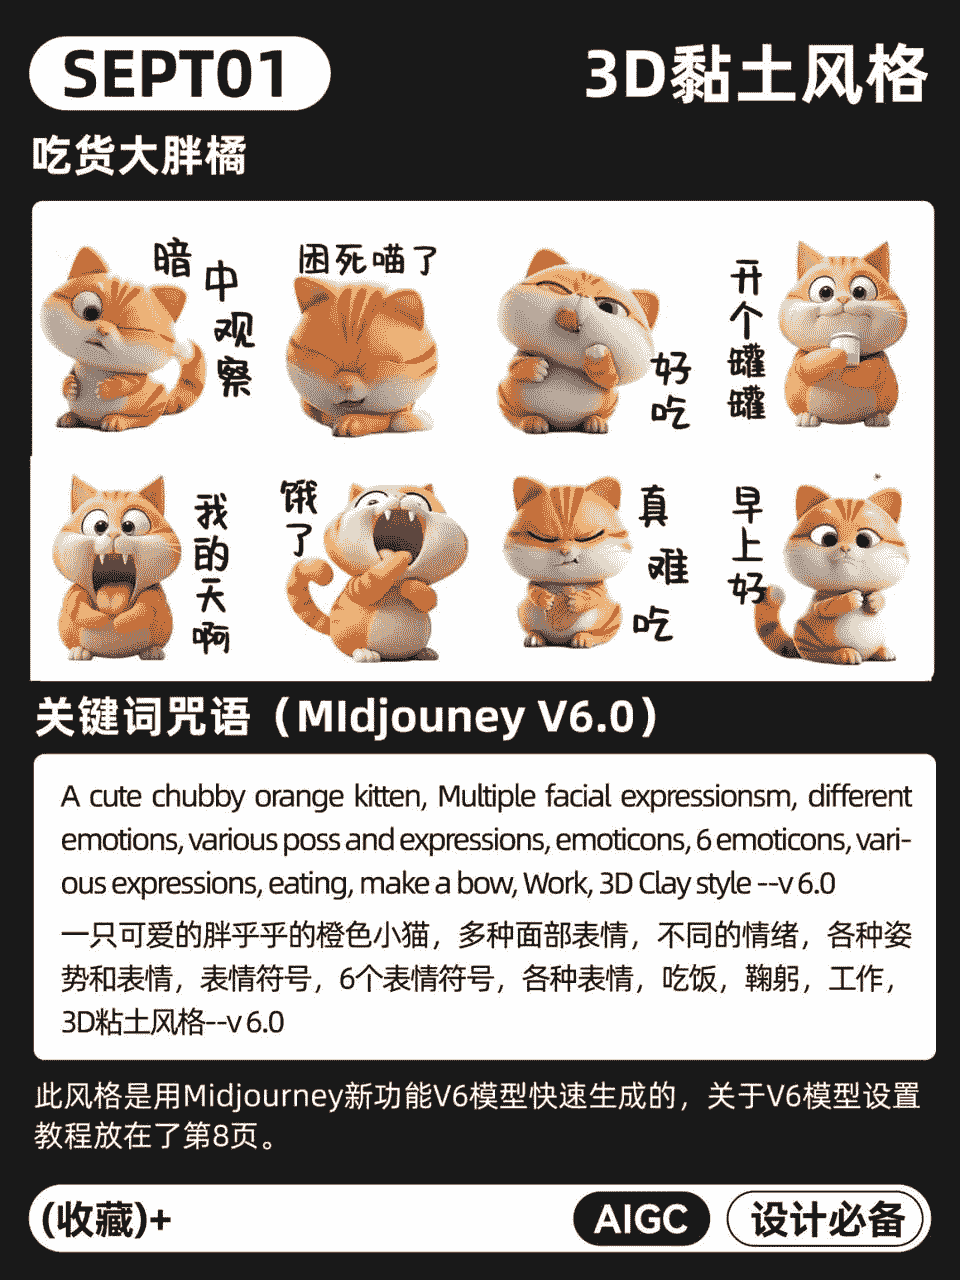 SEPT01
3D黏土风格
吃货大胖橘
暗中观察
困死喵了
好吃
开个罐罐
我的天啊
饿了
真难吃
早上好
关键词咒语（MIdjouney V6.0）
A cute chubby orange kitten, Multiple facial expressionsm, different
emotions, various poss and expressions, emoticons, 6 emoticons, vari-
ous expressions, eating, make a bow, Work, 3D Clay style --v 6.0
一只可爱的胖乎乎的橙色小猫，多种面部表情，不同的情绪，各种姿
势和表情，表情符号，6个表情符号，各种表情，吃饭，鞠躬，工作，
3D粘土风格--v 6.0
此风格是用Midjourney新功能V6模型快速生成的，关于V6模型设置
教程放在了第8页。
(收藏)+
AIGC
设计必备